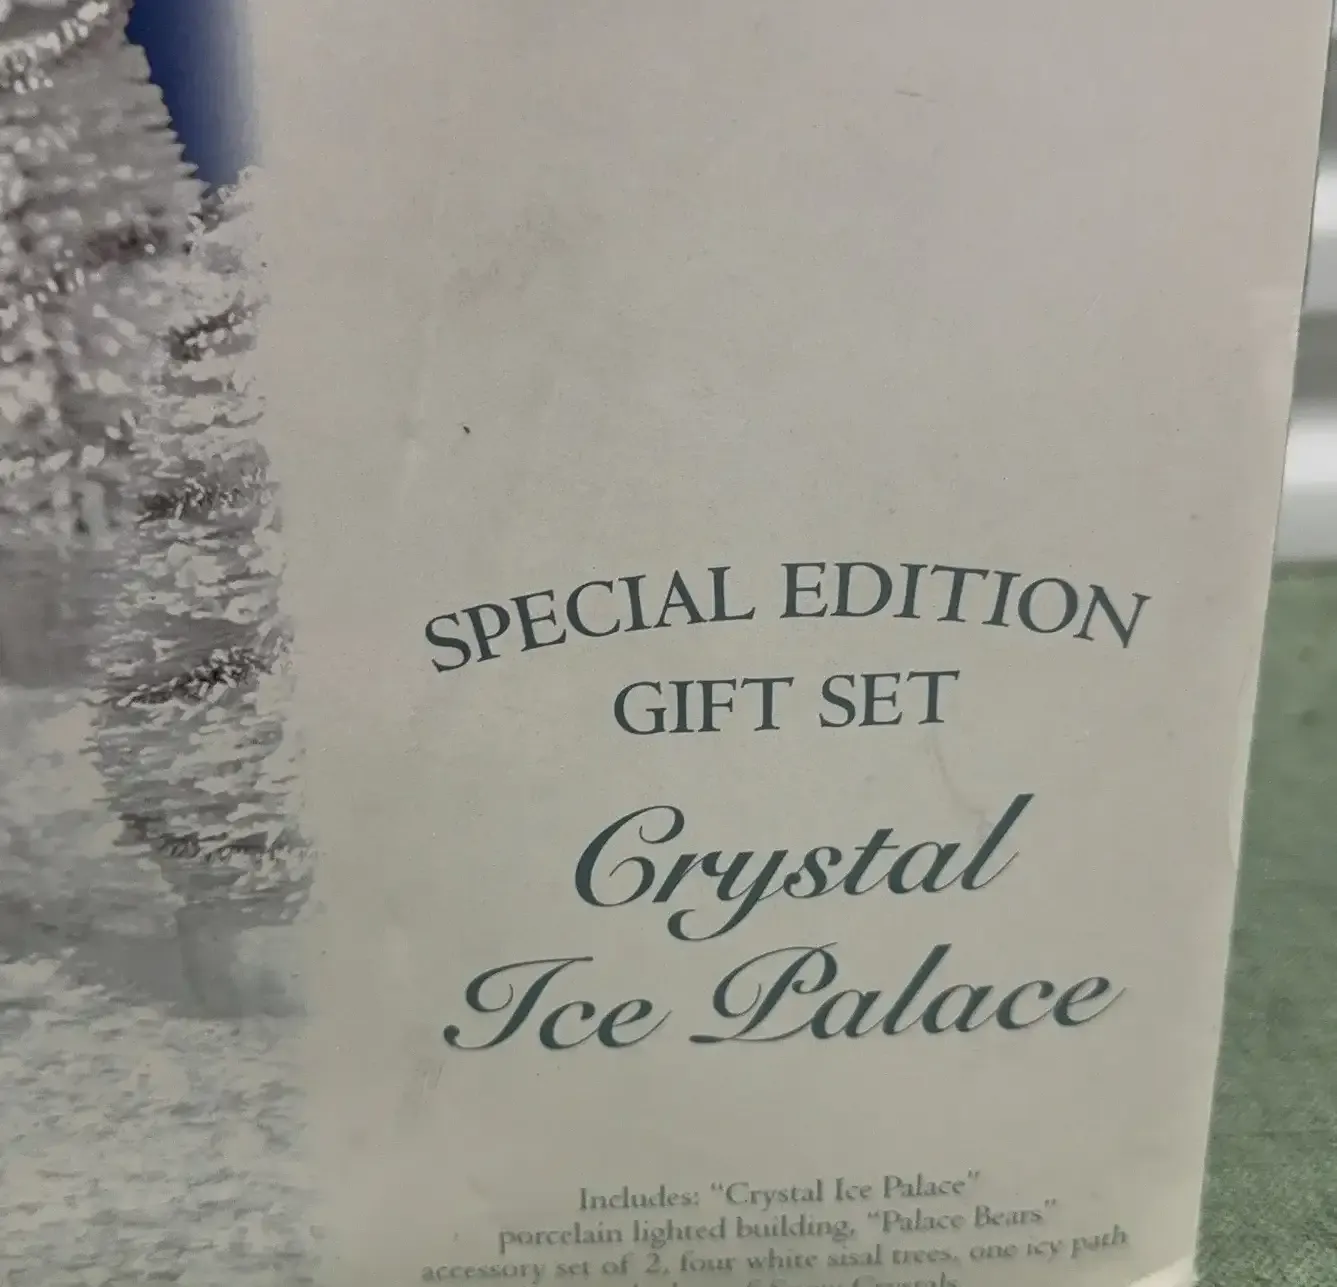 SPECIAL EDITION
GIFT SET
Crystal
Ice Palace
Includes: “Crystal Ice Palace”
porcelain lighted building, “Palace Bears”
accessory set of 2, four white sisal trees, one icy path
Crystals